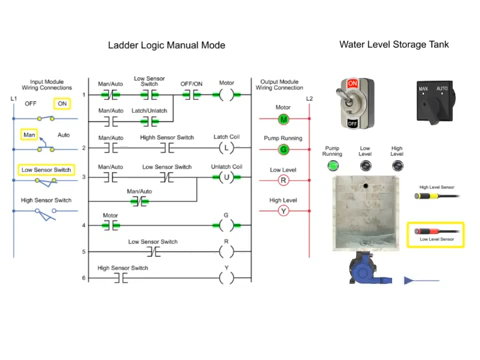 Ladder Logic Manual Mode
Water Level Storage Tank
Input Module
Wiring Connections
L1
OFF
ON
Man
Auto
Low Sensor Switch
High Sensor Switch
1
Man/Auto
Low Sensor
Switch
OFF/ON
Motor
Man/Auto
Latch/Unlatch
2
Man/Auto
Highh Sensor Switch
Latch Coil
L
3
Man/Auto
Low Sensor Switch
Unlatch Coil
U
Man/Auto
4
Motor
G
5
Low Sensor Switch
R
6
High Sensor Switch
Y
Output Module
Wiring Connection
L2
Motor
M
Pump Running
G
Low Level
R
High Level
Y
ON
OFF
MAN
AUTO
Pump
Running
Low
Level
High
Level
High Level Sensor
Low Level Sensor